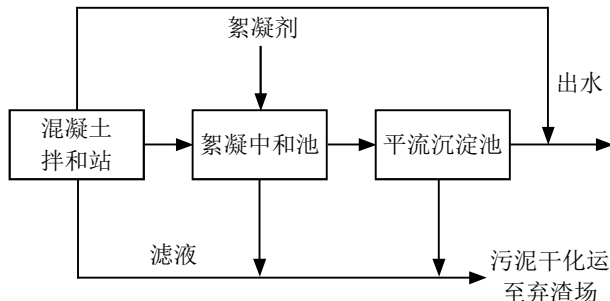 絮凝剂
出水
混凝土
拌和站
絮凝中和池
平流沉淀池
滤液
污泥干化运
至弃渣场